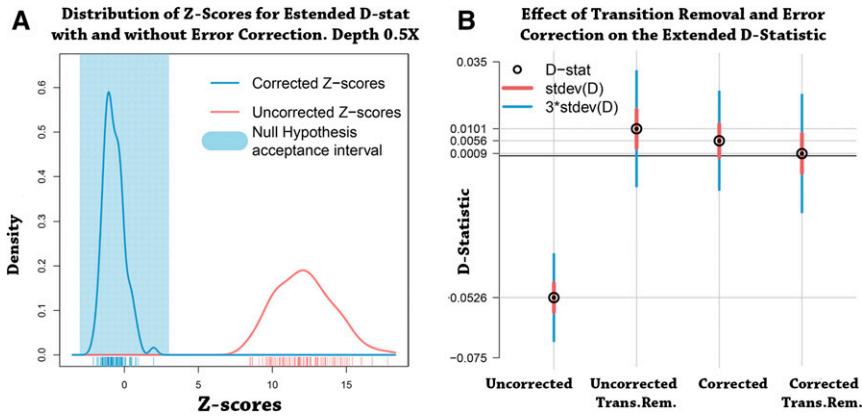 A
Distribution of Z-Scores for Extended D-stat
with and without Error Correction. Depth 0.5X
Corrected Z-scores
Uncorrected Z-scores
Null Hypothesis
acceptance interval
Density
0.6
0.5
0.4
0.3
0.2
0.1
0.0
0
5
10
15
Z-scores
B
Effect of Transition Removal and Error
Correction on the Extended D-Statistic
D-stat
stdev(D)
3*stdev(D)
D-Statistic
0.035
0.0101
0.0056
0.0009
-0.0526
-0.075
Uncorrected
Uncorrected
Trans.Rem.
Corrected
Corrected
Trans.Rem.